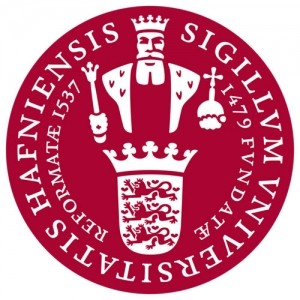 SIGILLVM VNIVERSITATIS HAFNIENSIS
1479 FVNDATÆ
REFORMATÆ 1537